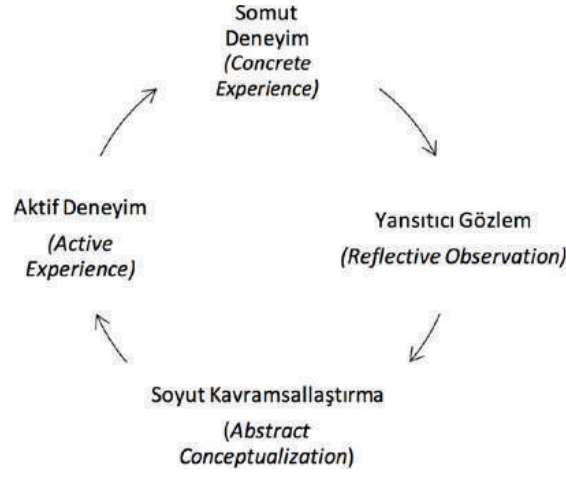 Somut
Deneyim
(Concrete
Experience)
Aktif Deneyim
(Active
Experience)
Yansıtıcı Gözlem
(Reflective Observation)
Soyut Kavramsallaştırma
(Abstract
Conceptualization)